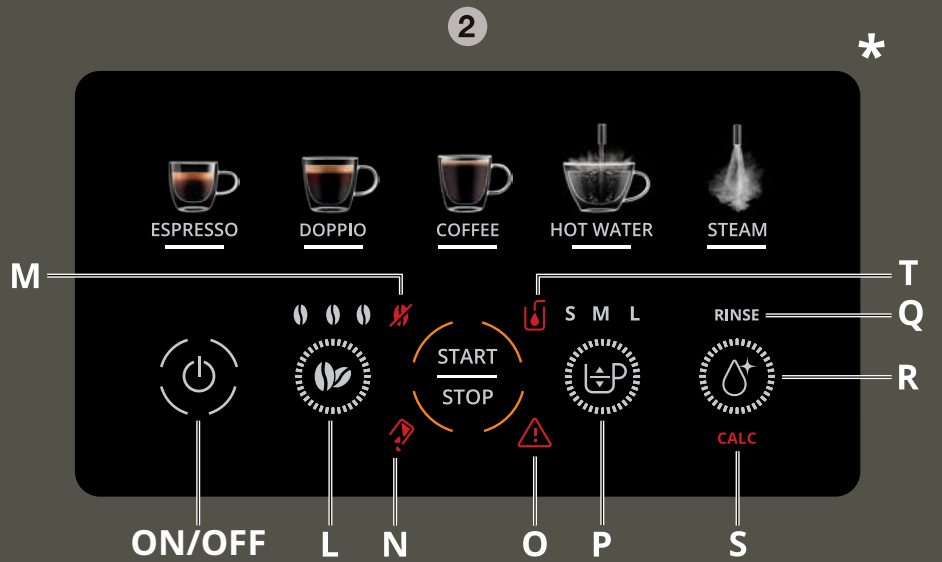 2
*
ESPRESSO DOPPIO COFFEE HOT WATER STEAM
M
T
S M L
RINSE
Q
START
STOP
R
CALC
ON/OFF L N O P S